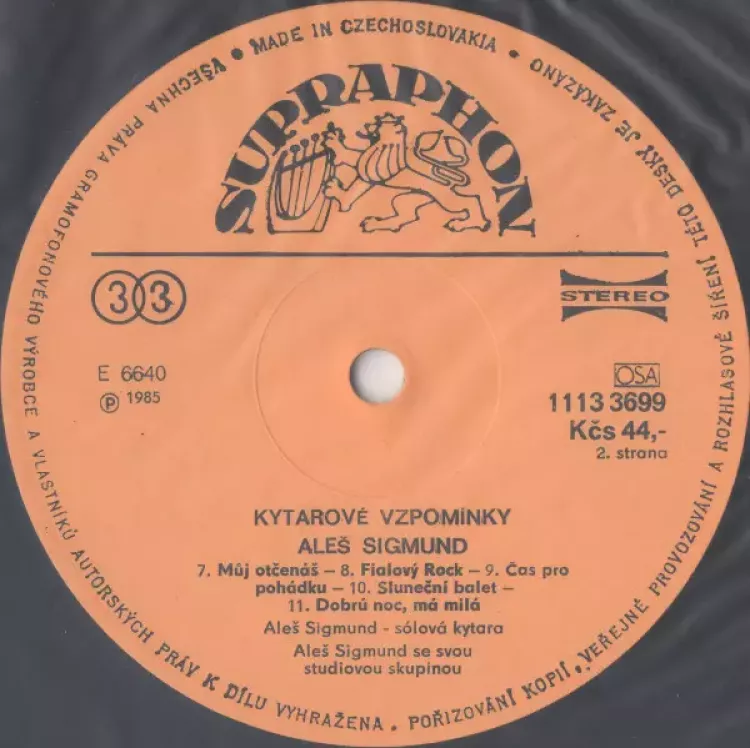 • MADE IN CZECHOSLOVAKIA •
VŠECHNA PRÁVA GRAMOFONOVÉHO VÝROBCE A VLASTNÍKŮ AUTORSKÝCH PRÁV K DÍLU VYHRAŽENA. POŘIZOVÁNÍ KOPIÍ, VEŘEJNÉ PROVOZOVÁNÍ A ROZHLASOVÉ ŠÍŘENÍ TÉTO DESKY JE ZAKÁZÁNO
SUPRAPHON
33
STEREO
E 6640
Ⓟ 1985
OSA
1113 3699
Kčs 44,-
2. strana
KYTAROVÉ VZPOMÍNKY
ALEŠ SIGMUND
7. Můj otčenáš – 8. Fialový Rock – 9. Čas pro
pohádku – 10. Sluneční balet –
11. Dobrú noc, má milá
Aleš Sigmund - sólová kytara
Aleš Sigmund se svou
studiovou skupinou